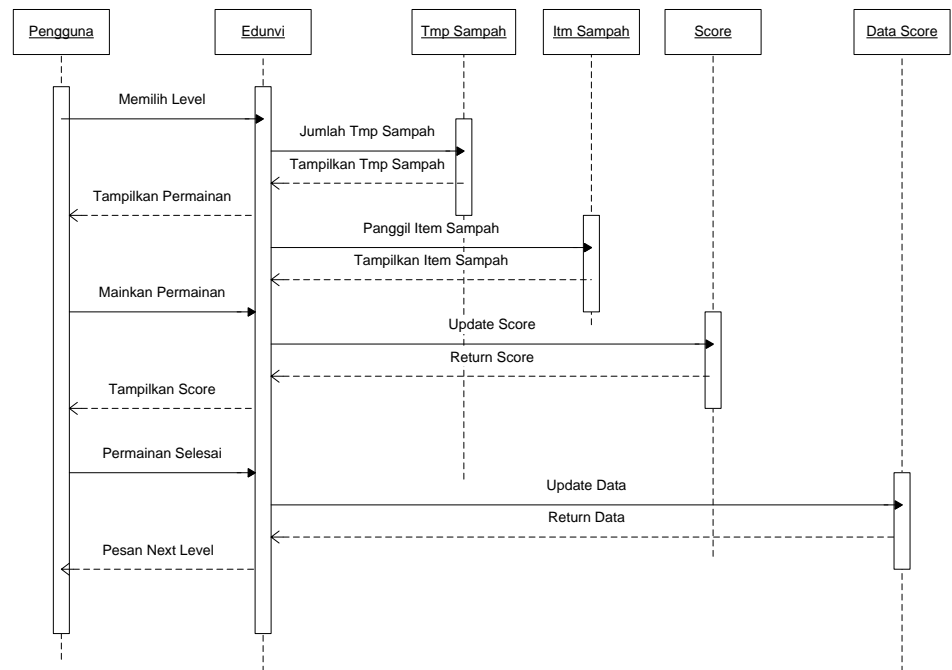 Pengguna
Edunvi
Tmp Sampah
Itm Sampah
Score
Data Score
Memilih Level
Jumlah Tmp Sampah
Tampilkan Tmp Sampah
Tampilkan Permainan
Panggil Item Sampah
Tampilkan Item Sampah
Mainkan Permainan
Update Score
Return Score
Tampilkan Score
Permainan Selesai
Update Data
Return Data
Pesan Next Level